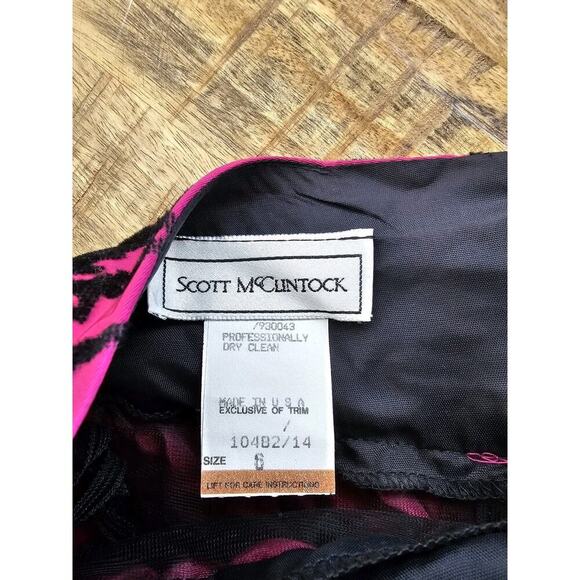 SCOTT McCLINTOCK
/930043
PROFESSIONALLY
DRY CLEAN
MADE IN U S A
EXCLUSIVE OF TRIM
/
10482/14
SIZE 6
LIFT FOR CARE INSTRUCTIONS